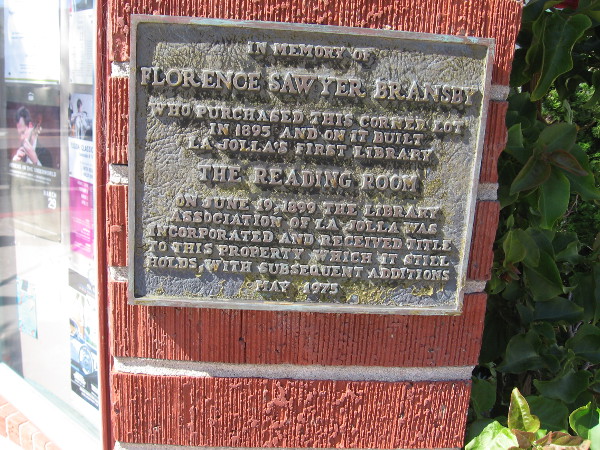 IN MEMORY OF
FLORENCE SAWYER BRANSBY
WHO PURCHASED THIS CORNER LOT
IN 1895 AND ON IT BUILT
LA JOLLA'S FIRST LIBRARY
THE READING ROOM
ON JUNE 19, 1899 THE LIBRARY
ASSOCIATION OF LA JOLLA WAS
INCORPORATED AND RECEIVED TITLE
TO THIS PROPERTY WHICH IT STILL
HOLDS, WITH SUBSEQUENT ADDITIONS
MAY 1975